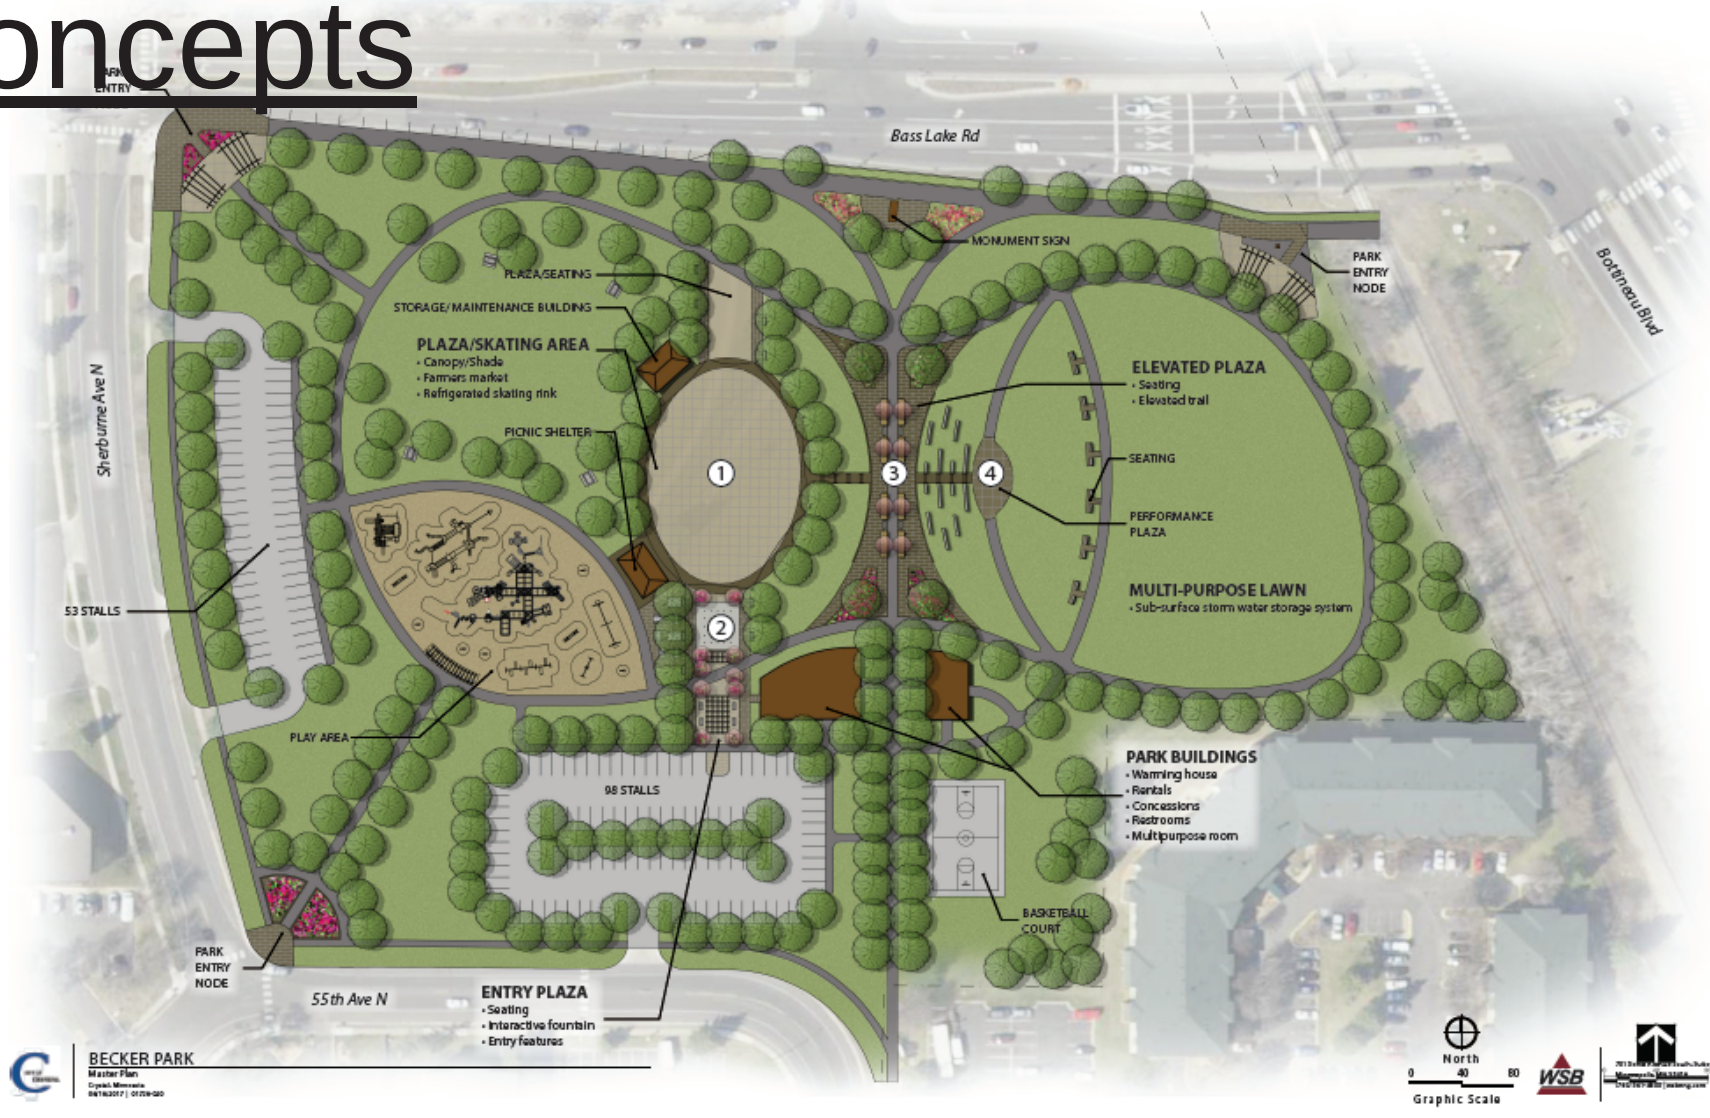 oncepts
PARK
ENTRY
Bass Lake Rd
MONUMENT SIGN
PARK
ENTRY
NODE
Bottineau Blvd
PLAZA/SEATING
STORAGE/MAINTENANCE BUILDING
PLAZA/SKATING AREA
• Canopy/Shade
• Farmers market
• Refrigerated skating rink
PICNIC SHELTER
ELEVATED PLAZA
• Seating
• Elevated trail
SEATING
PERFORMANCE
PLAZA
MULTI-PURPOSE LAWN
• Sub-surface storm water storage system
Sherburne Ave N
1
2
3
4
53 STALLS
PLAY AREA
98 STALLS
PARK BUILDINGS
• Warming house
• Rentals
• Concessions
• Restrooms
• Multipurpose room
BASKETBALL
COURT
PARK
ENTRY
NODE
55th Ave N
ENTRY PLAZA
• Seating
• Interactive fountain
• Entry features
BECKER PARK
Master Plan
Crystal, Minnesota
North
0 40 80
Graphic Scale
WSB